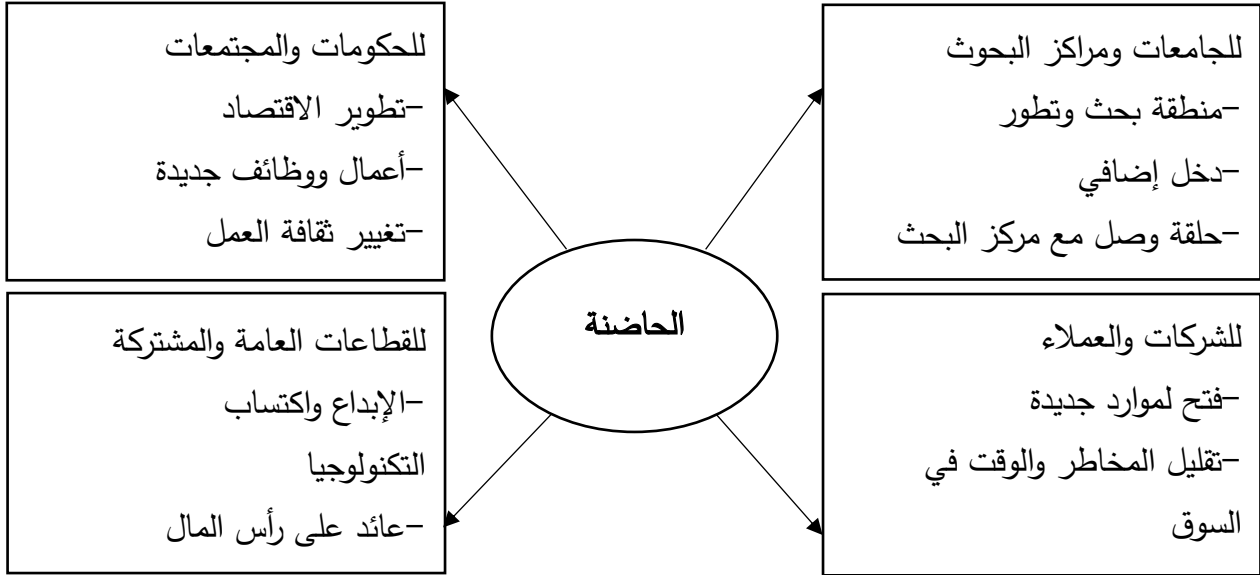 للجامعات ومراكز البحوث
-منطقة بحث وتطور
-دخل إضافي
-حلقة وصل مع مركز البحث
للحكومات والمجتمعات
-تطوير الاقتصاد
-أعمال ووظائف جديدة
-تغيير ثقافة العمل
الحاضنة
للشركات والعملاء
-فتح لموارد جديدة
-تقليل المخاطر والوقت في
السوق
للقطاعات العامة والمشتركة
-الإبداع واكتساب
التكنولوجيا
-عائد على رأس المال